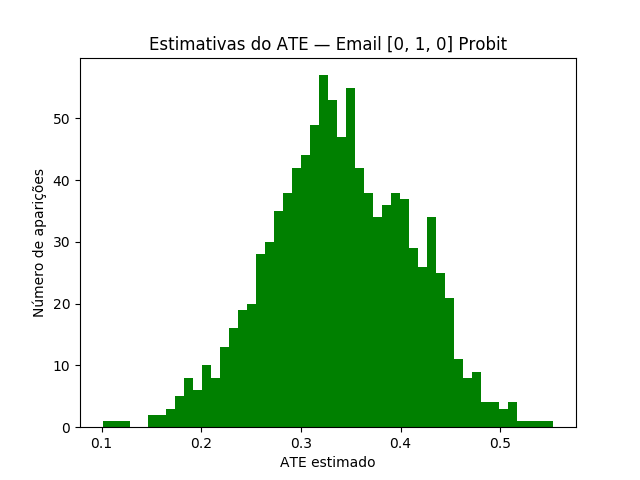 Estimativas do ATE — Email [0, 1, 0] Probit
Número de aparições
50
40
30
20
10
0
0.1 0.2 0.3 0.4 0.5
ATE estimado